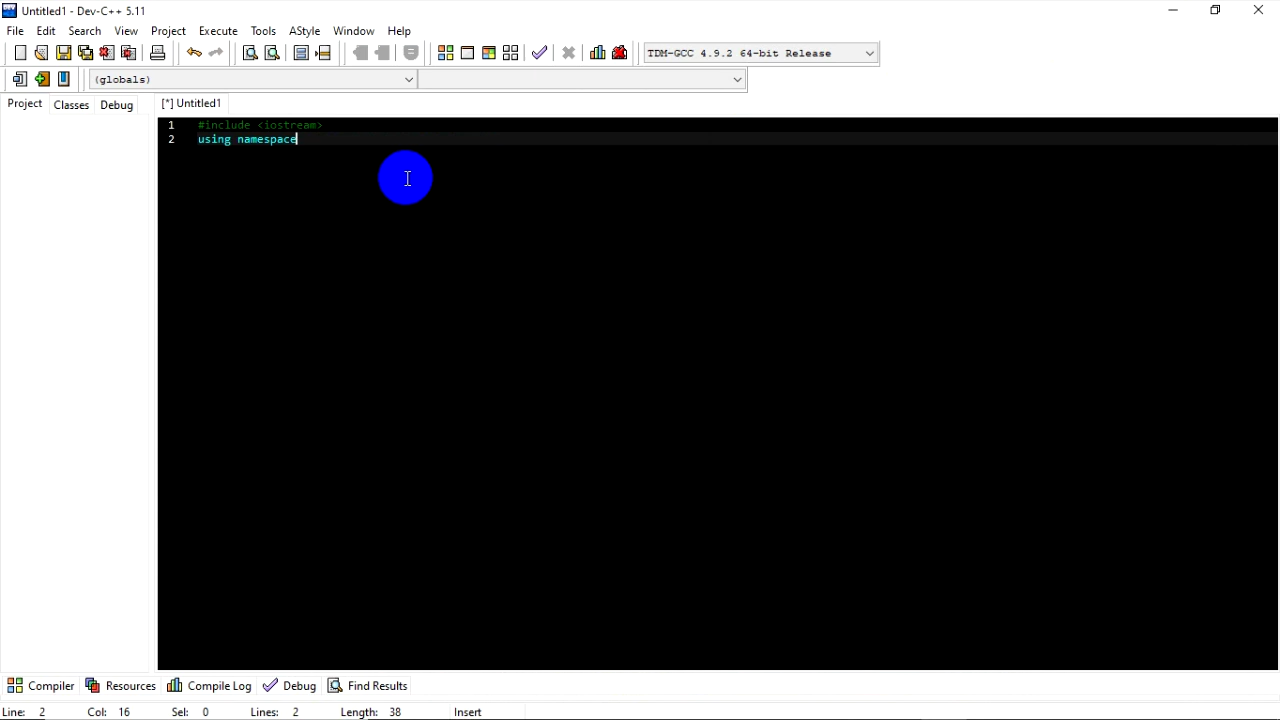 Untitled1 - Dev-C++ 5.11
File Edit Search View Project Execute Tools AStyle Window Help
TDM-GCC 4.9.2 64-bit Release
(globals)
Project Classes Debug [*] Untitled1
1 #include <iostream>
2 using namespace
Compiler Resources Compile Log Debug Find Results
Line: 2 Col: 16 Sel: 0 Lines: 2 Length: 38 Insert